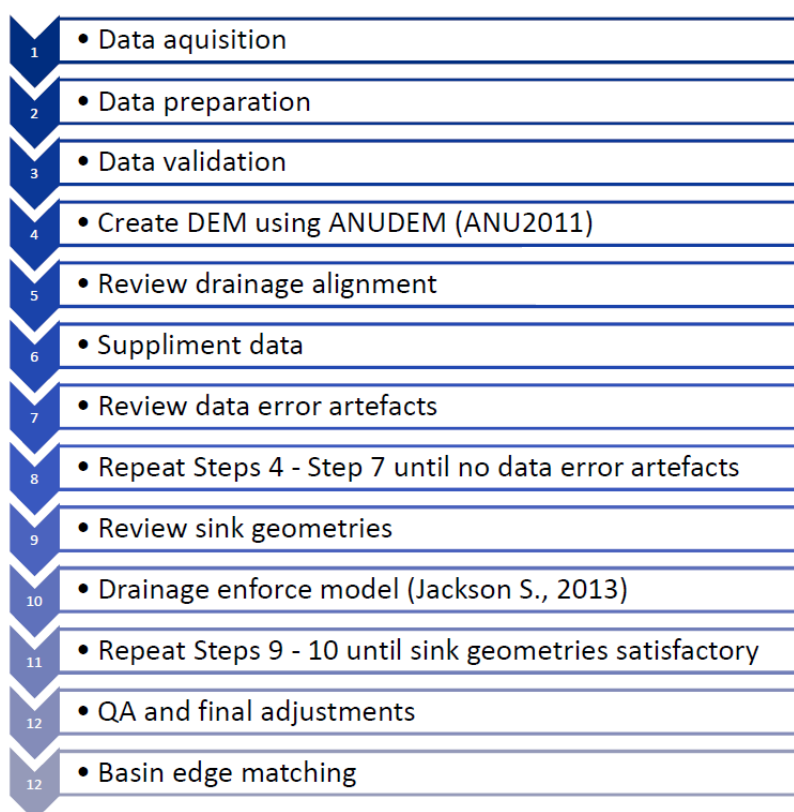 1 • Data aquisition
2 • Data preparation
3 • Data validation
4 • Create DEM using ANUDEM (ANU2011)
5 • Review drainage alignment
6 • Suppliment data
7 • Review data error artefacts
8 • Repeat Steps 4 - Step 7 until no data error artefacts
9 • Review sink geometries
10 • Drainage enforce model (Jackson S., 2013)
11 • Repeat Steps 9 - 10 until sink geometries satisfactory
12 • QA and final adjustments
12 • Basin edge matching